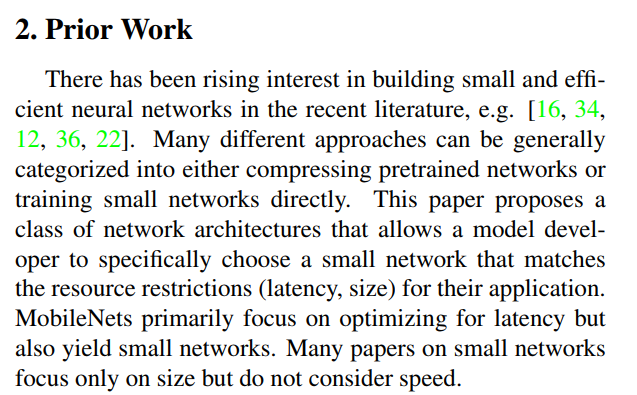 2. Prior Work
There has been rising interest in building small and effi-
cient neural networks in the recent literature, e.g. [16, 34,
12, 36, 22]. Many different approaches can be generally
categorized into either compressing pretrained networks or
training small networks directly. This paper proposes a
class of network architectures that allows a model devel-
oper to specifically choose a small network that matches
the resource restrictions (latency, size) for their application.
MobileNets primarily focus on optimizing for latency but
also yield small networks. Many papers on small networks
focus only on size but do not consider speed.